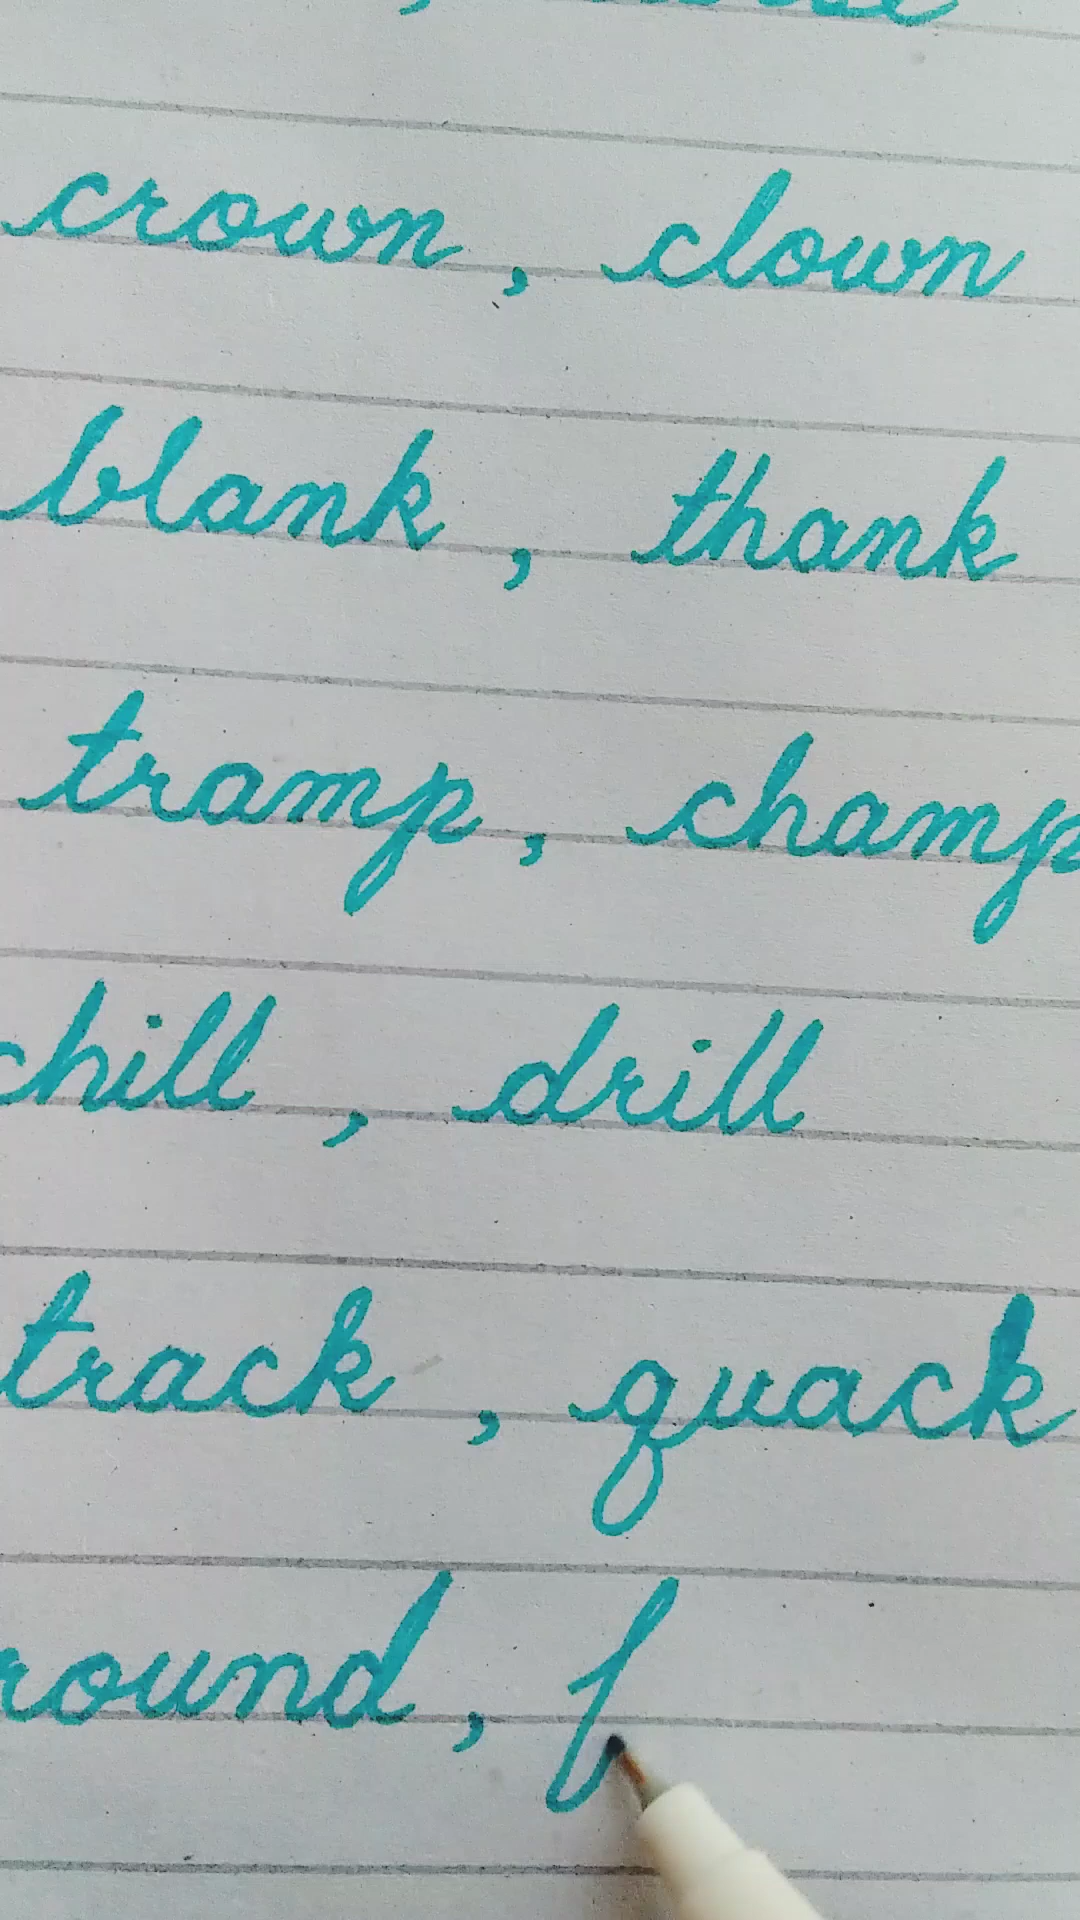 crown, clown
blank, thank
tramp, champ
chill, drill
track, quack
round, f